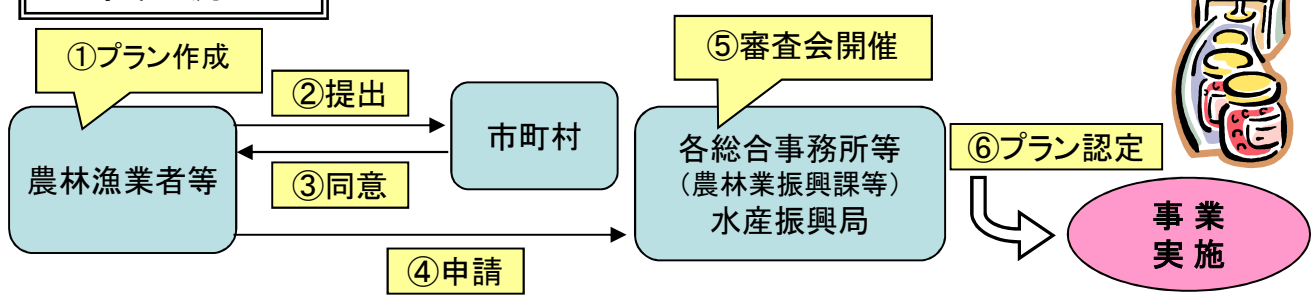 ①プラン作成
②提出
⑤審査会開催
農林漁業者等
市町村
各総合事務所等
（農林業振興課等）
水産振興局
③同意
④申請
⑥プラン認定
事業
実施